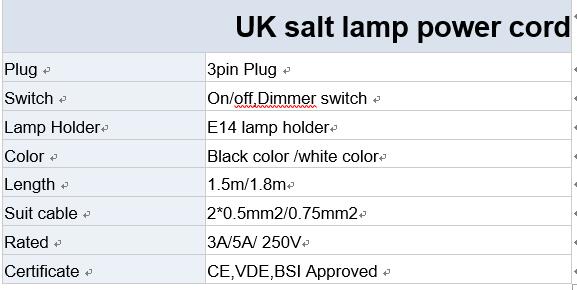 UK salt lamp power cord
Plug 3pin Plug
Switch On/off,Dimmer switch
Lamp Holder E14 lamp holder
Color Black color /white color
Length 1.5m/1.8m
Suit cable 2*0.5mm2/0.75mm2
Rated 3A/5A/ 250V
Certificate CE,VDE,BSI Approved